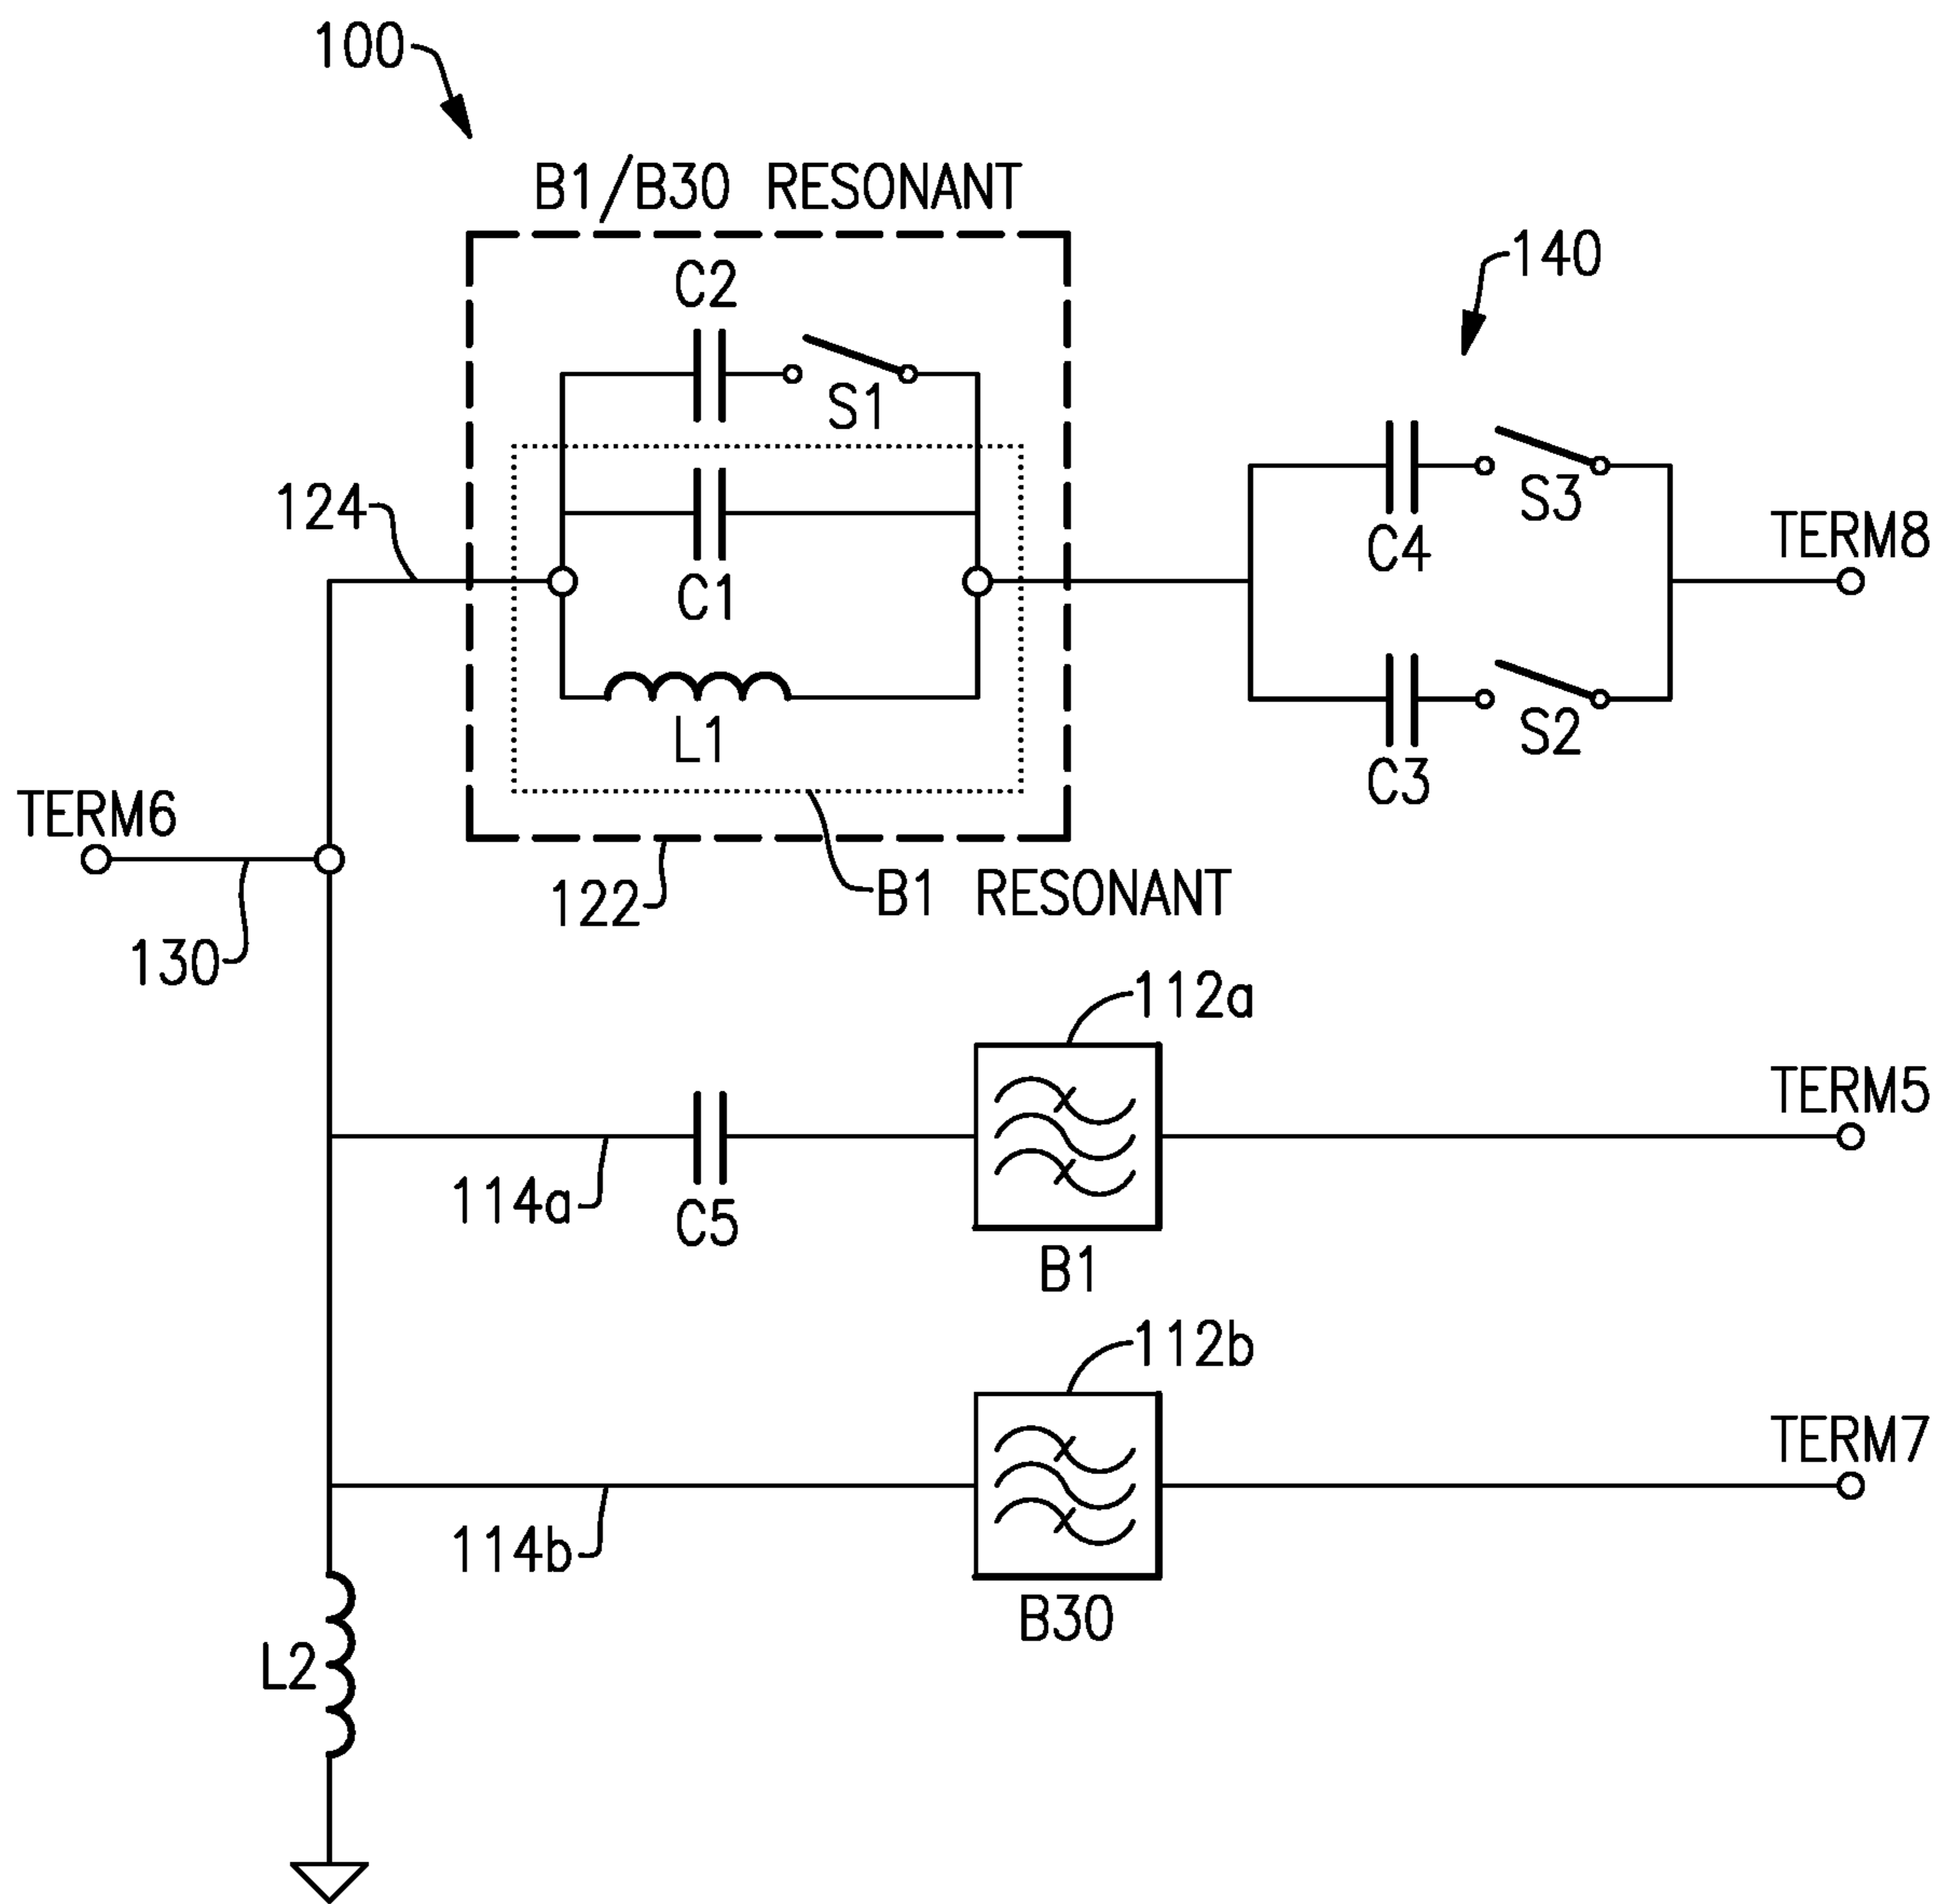 100
B1/B30 RESONANT
140
C2
S1
124
C4
S3
TERM8
C1
L1
C3
S2
TERM6
122
B1 RESONANT
130
112a
TERM5
114a
C5
B1
112b
TERM7
114b
B30
L2